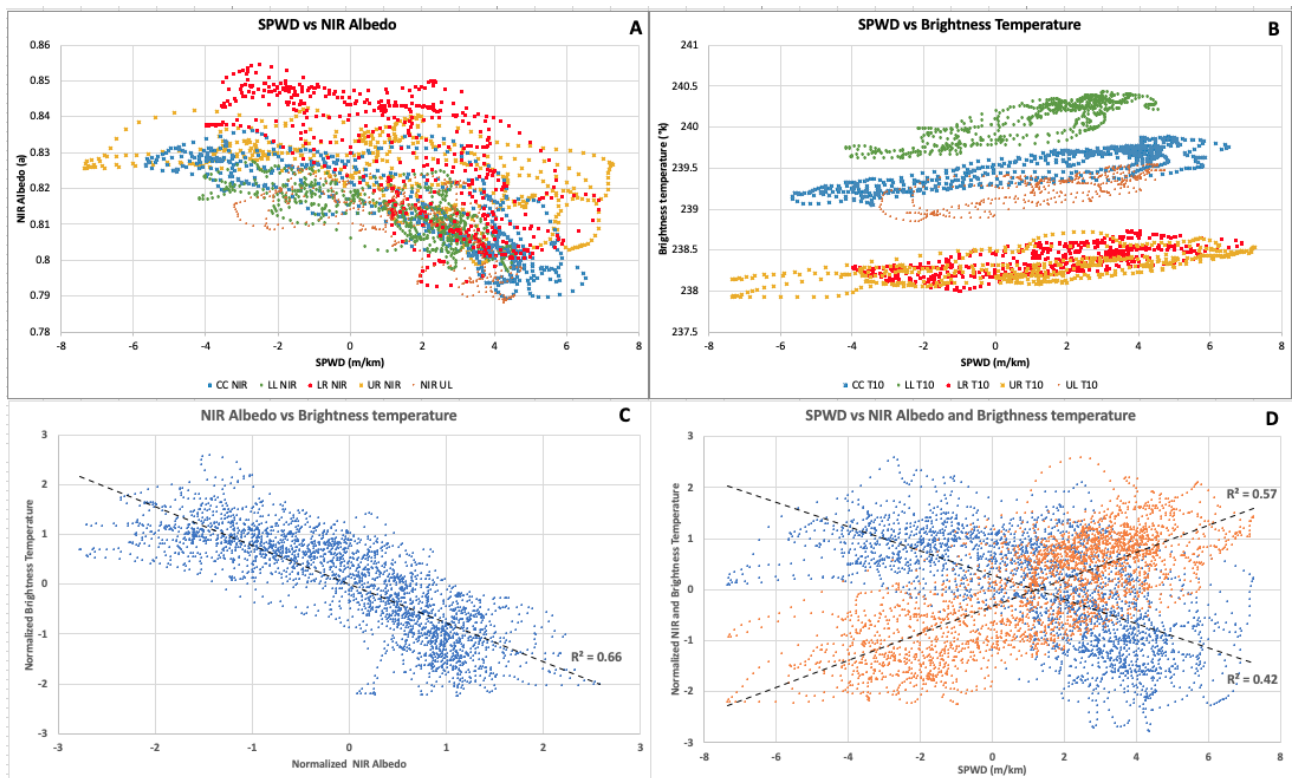 SPWD vs NIR Albedo
A
0.86
0.85
0.84
0.83
0.82
0.81
0.8
0.79
0.78
NIR Albedo (a)
-8 -6 -4 -2 0 2 4 6 8
SPWD (m/km)
CC NIR LL NIR LR NIR UR NIR NIR UL
SPWD vs Brightness Temperature
B
241
240.5
240
239.5
239
238.5
238
237.5
Brightness temperature (°k)
-8 -6 -4 -2 0 2 4 6 8
SPWD (m/km)
CC T10 LL T10 LR T10 UR T10 UL T10
NIR Albedo vs Brightness temperature
C
3
2
1
0
-1
-2
-3
Normalized Brightness Temperature
R² = 0.66
-3 -2 -1 0 1 2 3
Normalized NIR Albedo
SPWD vs NIR Albedo and Brigthness temperature
D
3
2
1
0
-1
-2
-3
Normalized NIR and Brightness Temperature
R² = 0.57
R² = 0.42
-8 -6 -4 -2 0 2 4 6 8
SPWD (m/km)